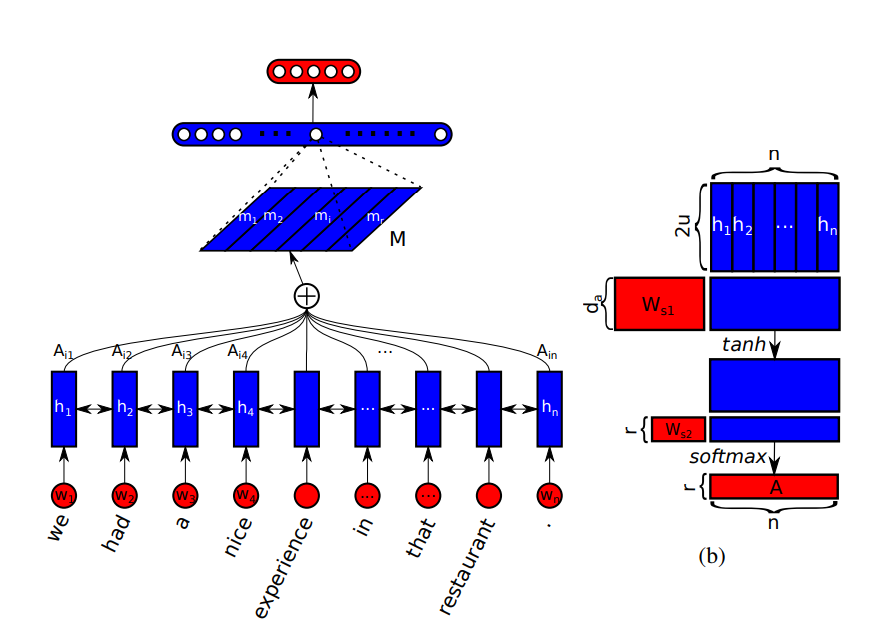 m1 m2 mi mr
M
Ai1 Ai2 Ai3 Ai4 ... Ain
h1 h2 h3 h4 ... ... hn
w1 w2 w3 w4 ... ... wn
we had a nice experience in that restaurant .
n
2u
h1 h2 ... hn
da
Ws1
tanh
r
Ws2
softmax
r
A
n
(b)